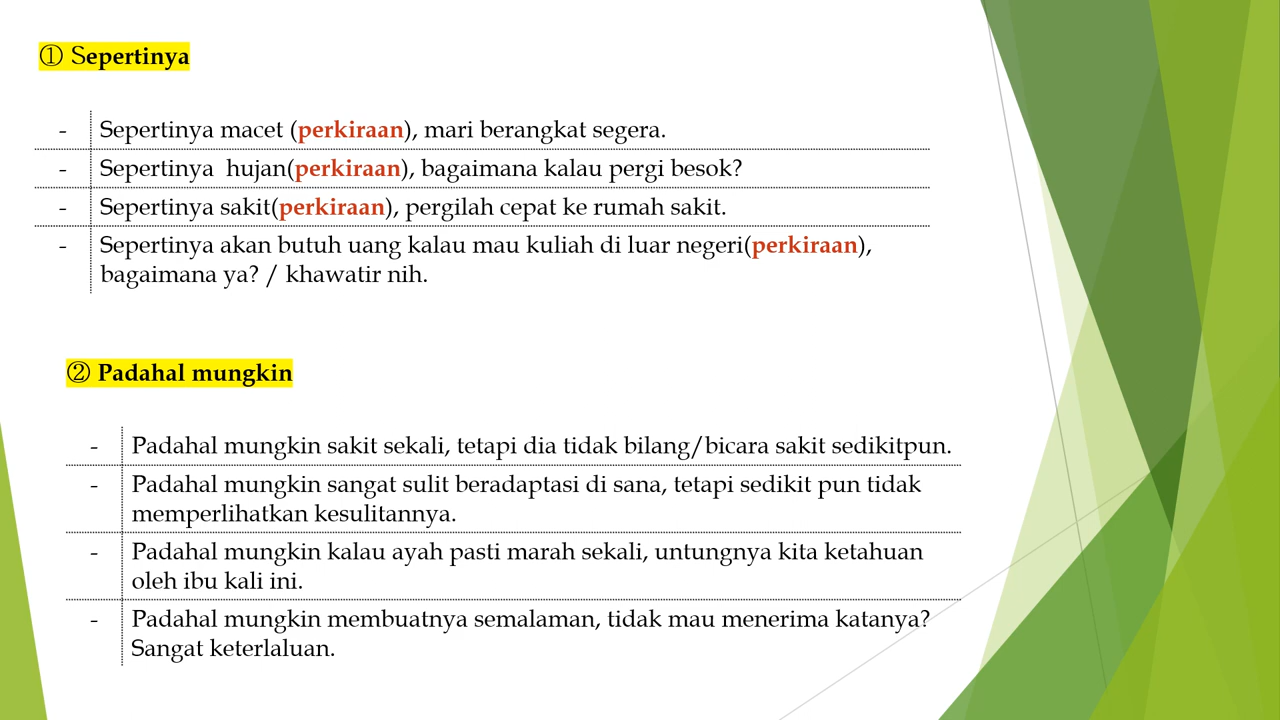 ① Sepertinya
- Sepertinya macet (perkiraan), mari berangkat segera.
- Sepertinya  hujan(perkiraan), bagaimana kalau pergi besok?
- Sepertinya sakit(perkiraan), pergilah cepat ke rumah sakit.
- Sepertinya akan butuh uang kalau mau kuliah di luar negeri(perkiraan),
bagaimana ya? / khawatir nih.
② Padahal mungkin
- Padahal mungkin sakit sekali, tetapi dia tidak bilang/bicara sakit sedikitpun.
- Padahal mungkin sangat sulit beradaptasi di sana, tetapi sedikit pun tidak
memperlihatkan kesulitannya.
- Padahal mungkin kalau ayah pasti marah sekali, untungnya kita ketahuan
oleh ibu kali ini.
- Padahal mungkin membuatnya semalaman, tidak mau menerima katanya?
Sangat keterlaluan.